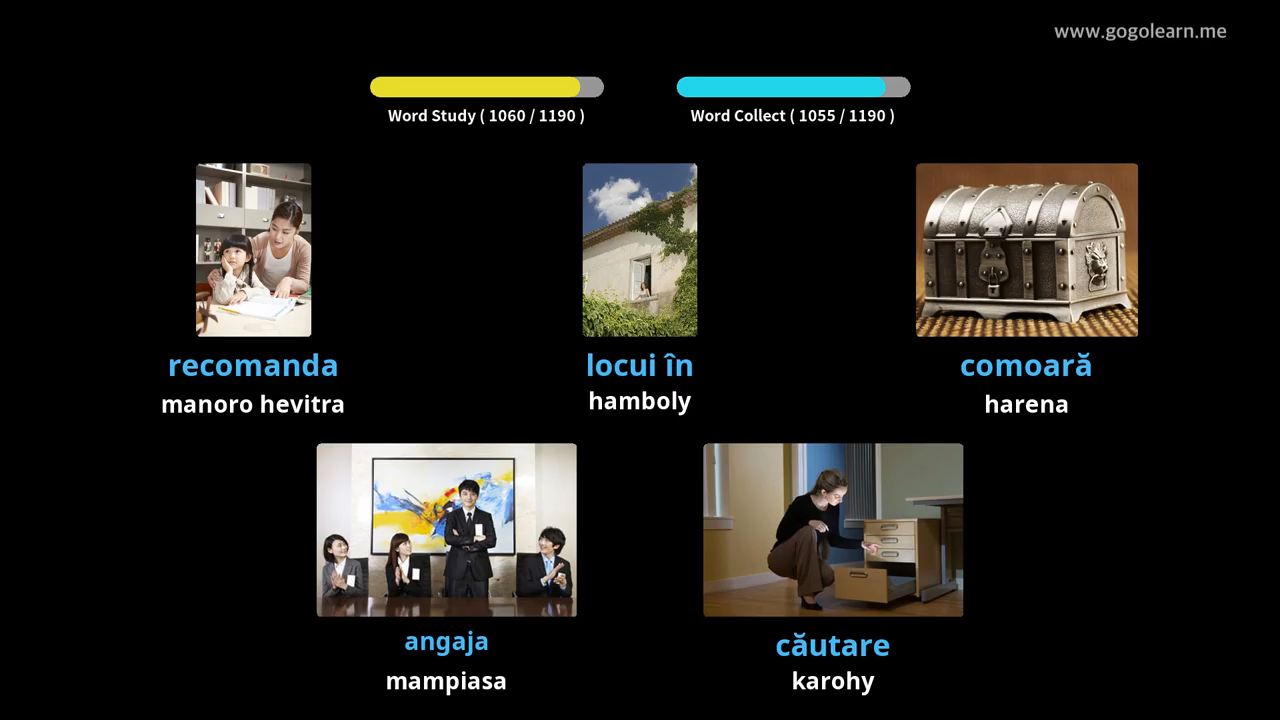 www.gogolearn.me
Word Study ( 1060 / 1190 )
Word Collect ( 1055 / 1190 )
recomanda
manoro hevitra
locui în
hamboly
comoară
harena
angaja
mampiasa
căutare
karohy